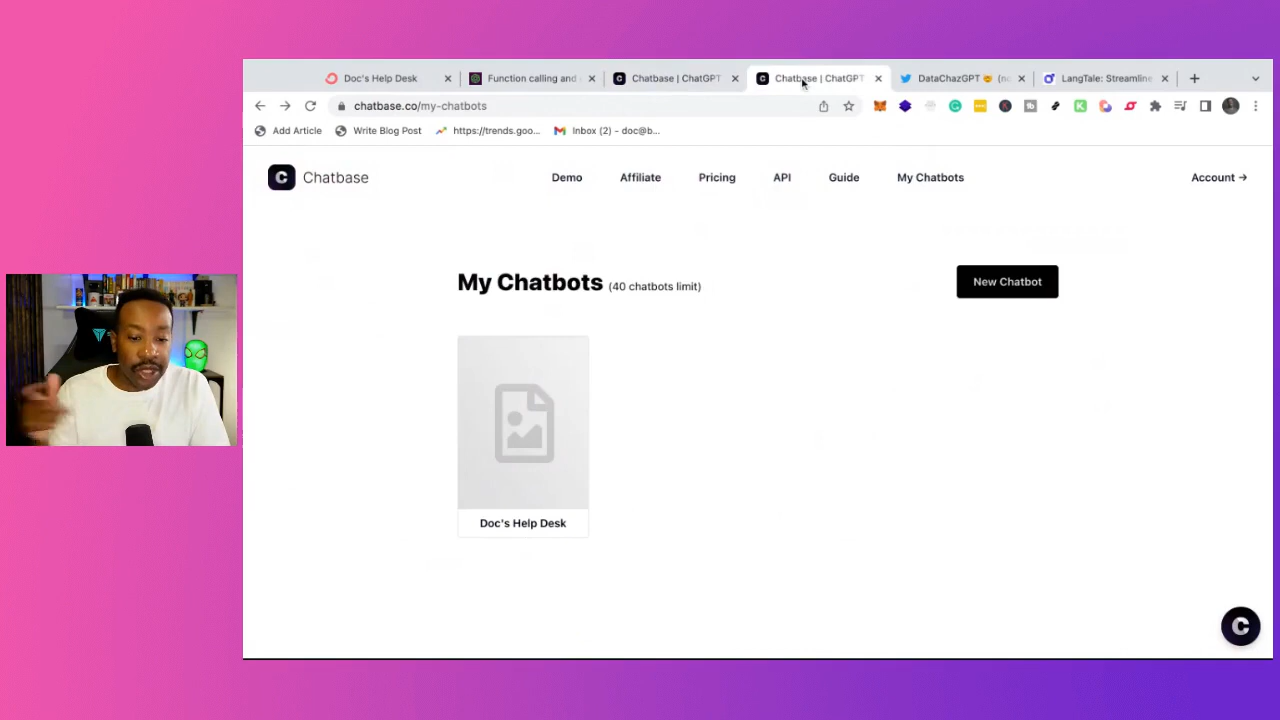 Doc's Help Desk
Function calling and
Chatbase | ChatGPT
Chatbase | ChatGPT
DataChazGPT 🤯 (no
LangTale: Streamline
chatbase.co/my-chatbots
Add Article
Write Blog Post
https://trends.goo...
Inbox (2) - doc@b...
C Chatbase
Demo
Affiliate
Pricing
API
Guide
My Chatbots
Account →
My Chatbots (40 chatbots limit)
New Chatbot
Doc's Help Desk
C